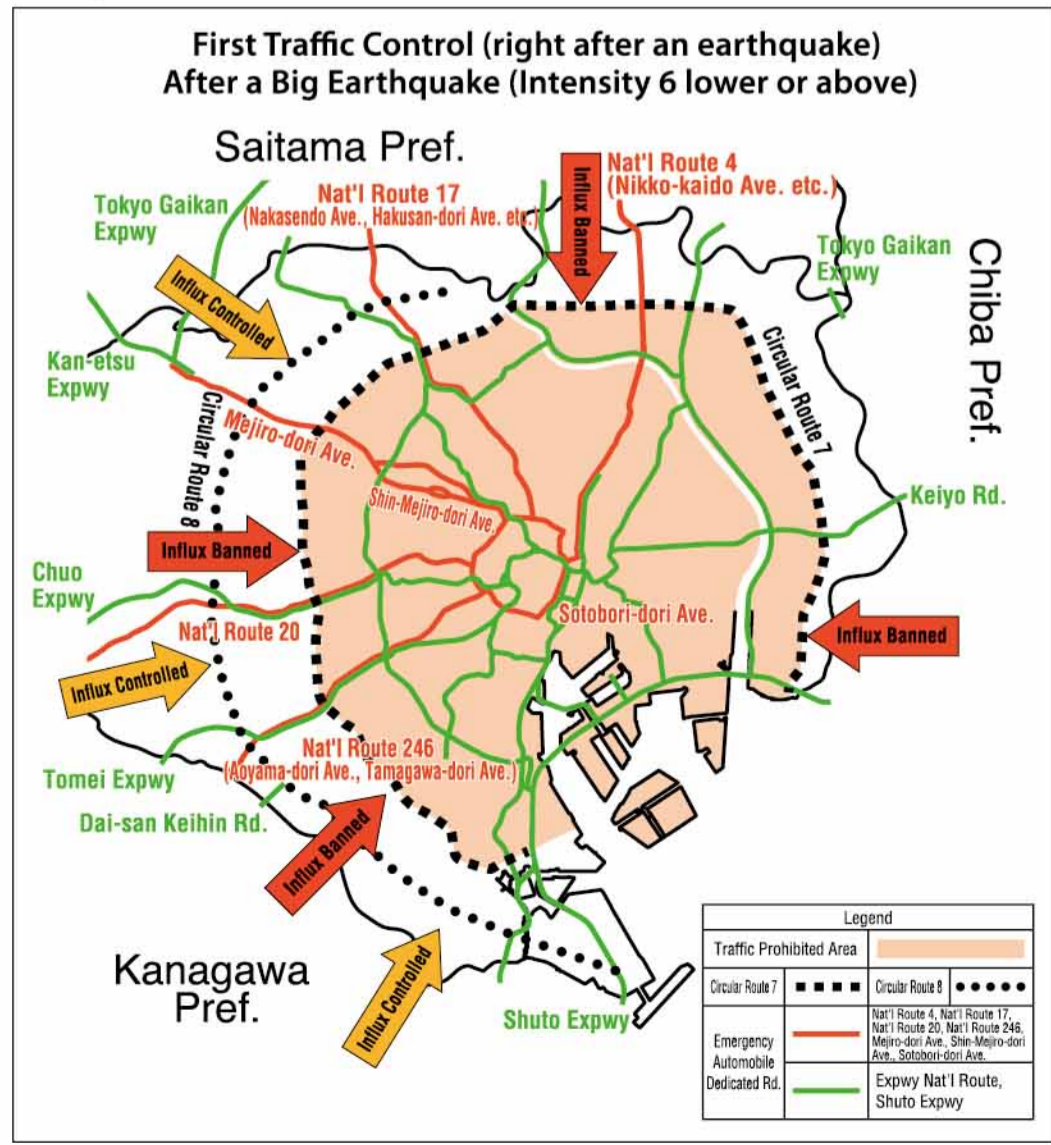 First Traffic Control (right after an earthquake)
After a Big Earthquake (Intensity 6 lower or above)
Saitama Pref.
Nat'l Route 4
(Nikko-kaido Ave. etc.)
Influx Banned
Nat'l Route 17
(Nakasendo Ave., Hakusan-dori Ave. etc.)
Tokyo Gaikan
Expwy
Tokyo Gaikan
Expwy
Chiba Pref.
Influx Controlled
Kan-etsu
Expwy
Circular Route 7
Circular Route 8
Mejiro-dori Ave.
Shin-Mejiro-dori Ave.
Keiyo Rd.
Influx Banned
Chuo
Expwy
Nat'l Route 20
Sotobori-dori Ave.
Influx Banned
Influx Controlled
Nat'l Route 246
(Aoyama-dori Ave., Tamagawa-dori Ave.)
Tomei Expwy
Dai-san Keihin Rd.
Influx Banned
Influx Controlled
Kanagawa
Pref.
Shuto Expwy
Legend
Traffic Prohibited Area
Circular Route 7
Circular Route 8
Emergency
Automobile
Dedicated Rd.
Nat'l Route 4, Nat'l Route 17,
Nat'l Route 20, Nat'l Route 246,
Mejiro-dori Ave., Shin-Mejiro-dori
Ave., Sotobori-dori Ave.
Expwy Nat'l Route,
Shuto Expwy